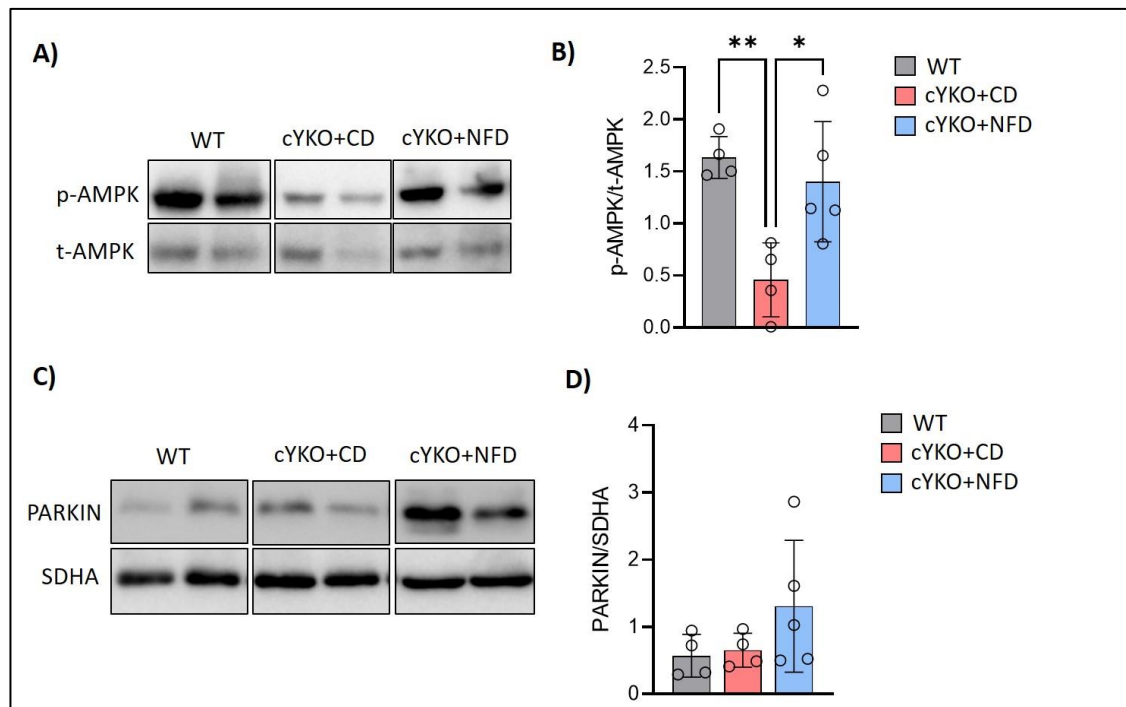 A)
WT cYKO+CD cYKO+NFD
p-AMPK
t-AMPK
B)
** *
2.5
2.0
1.5
1.0
0.5
0.0
p-AMPK/t-AMPK
WT
cYKO+CD
cYKO+NFD
C)
WT cYKO+CD cYKO+NFD
PARKIN
SDHA
D)
4
3
2
1
0
PARKIN/SDHA
WT
cYKO+CD
cYKO+NFD